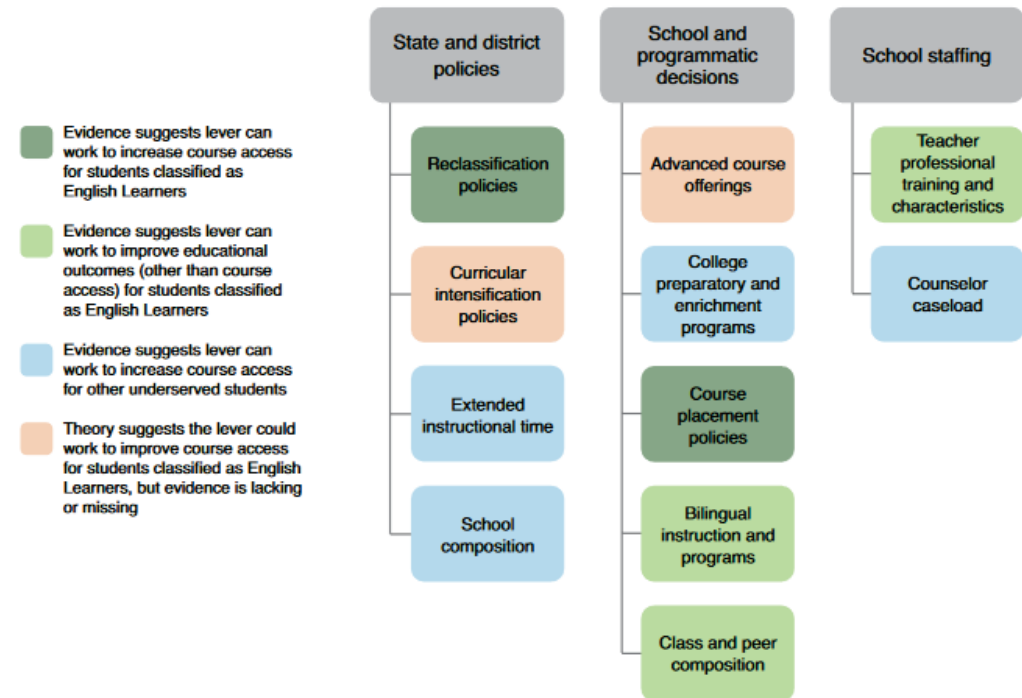 State and district
policies
School and
programmatic
decisions
School staffing
Evidence suggests lever can
work to increase course access
for students classified as
English Learners
Evidence suggests lever can
work to improve educational
outcomes (other than course
access) for students classified
as English Learners
Evidence suggests lever can
work to increase course access
for other underserved students
Theory suggests the lever could
work to improve course access
for students classified as English
Learners, but evidence is lacking
or missing
Reclassification
policies
Curricular
intensification
policies
Extended
instructional time
School
composition
Advanced course
offerings
College
preparatory and
enrichment
programs
Course
placement
policies
Bilingual
instruction and
programs
Class and peer
composition
Teacher
professional
training and
characteristics
Counselor
caseload